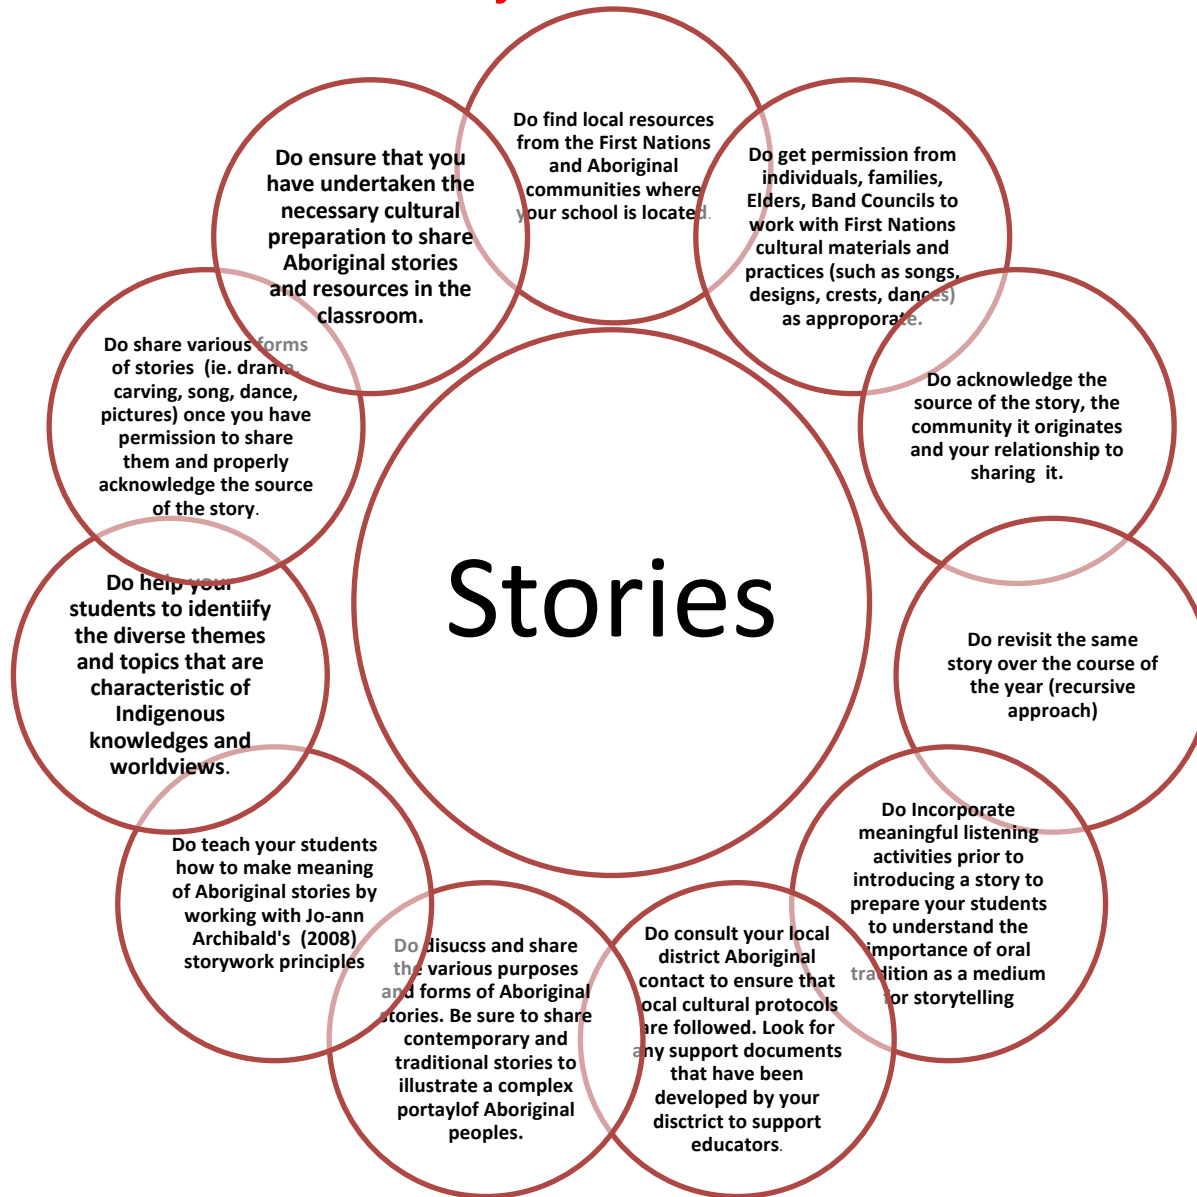 Do find local resources
from the First Nations
and Aboriginal
communities where
your school is located.
Do get permission from
individuals, families,
Elders, Band Councils to
work with First Nations
cultural materials and
practices (such as songs,
designs, crests, dances)
as approporate.
Do acknowledge the
source of the story, the
community it originates
and your relationship to
sharing it.
Do revisit the same
story over the course of
the year (recursive
approach)
Do Incorporate
meaningful listening
activities prior to
introducing a story to
prepare your students
to understand the
importance of oral
tradition as a medium
for storytelling
Do consult your local
district Aboriginal
contact to ensure that
local cultural protocols
are followed. Look for
any support documents
that have been
developed by your
disctrict to support
educators.
Do disucss and share
the various purposes
and forms of Aboriginal
stories. Be sure to share
contemporary and
traditional stories to
illustrate a complex
portaylof Aboriginal
peoples.
Do teach your students
how to make meaning
of Aboriginal stories by
working with Jo-ann
Archibald's (2008)
storywork principles
Do help your
students to identiify
the diverse themes
and topics that are
characteristic of
Indigenous
knowledges and
worldviews.
Do share various forms
of stories (ie. drama,
carving, song, dance,
pictures) once you have
permission to share
them and properly
acknowledge the source
of the story.
Do ensure that you
have undertaken the
necessary cultural
preparation to share
Aboriginal stories
and resources in the
classroom.
Stories